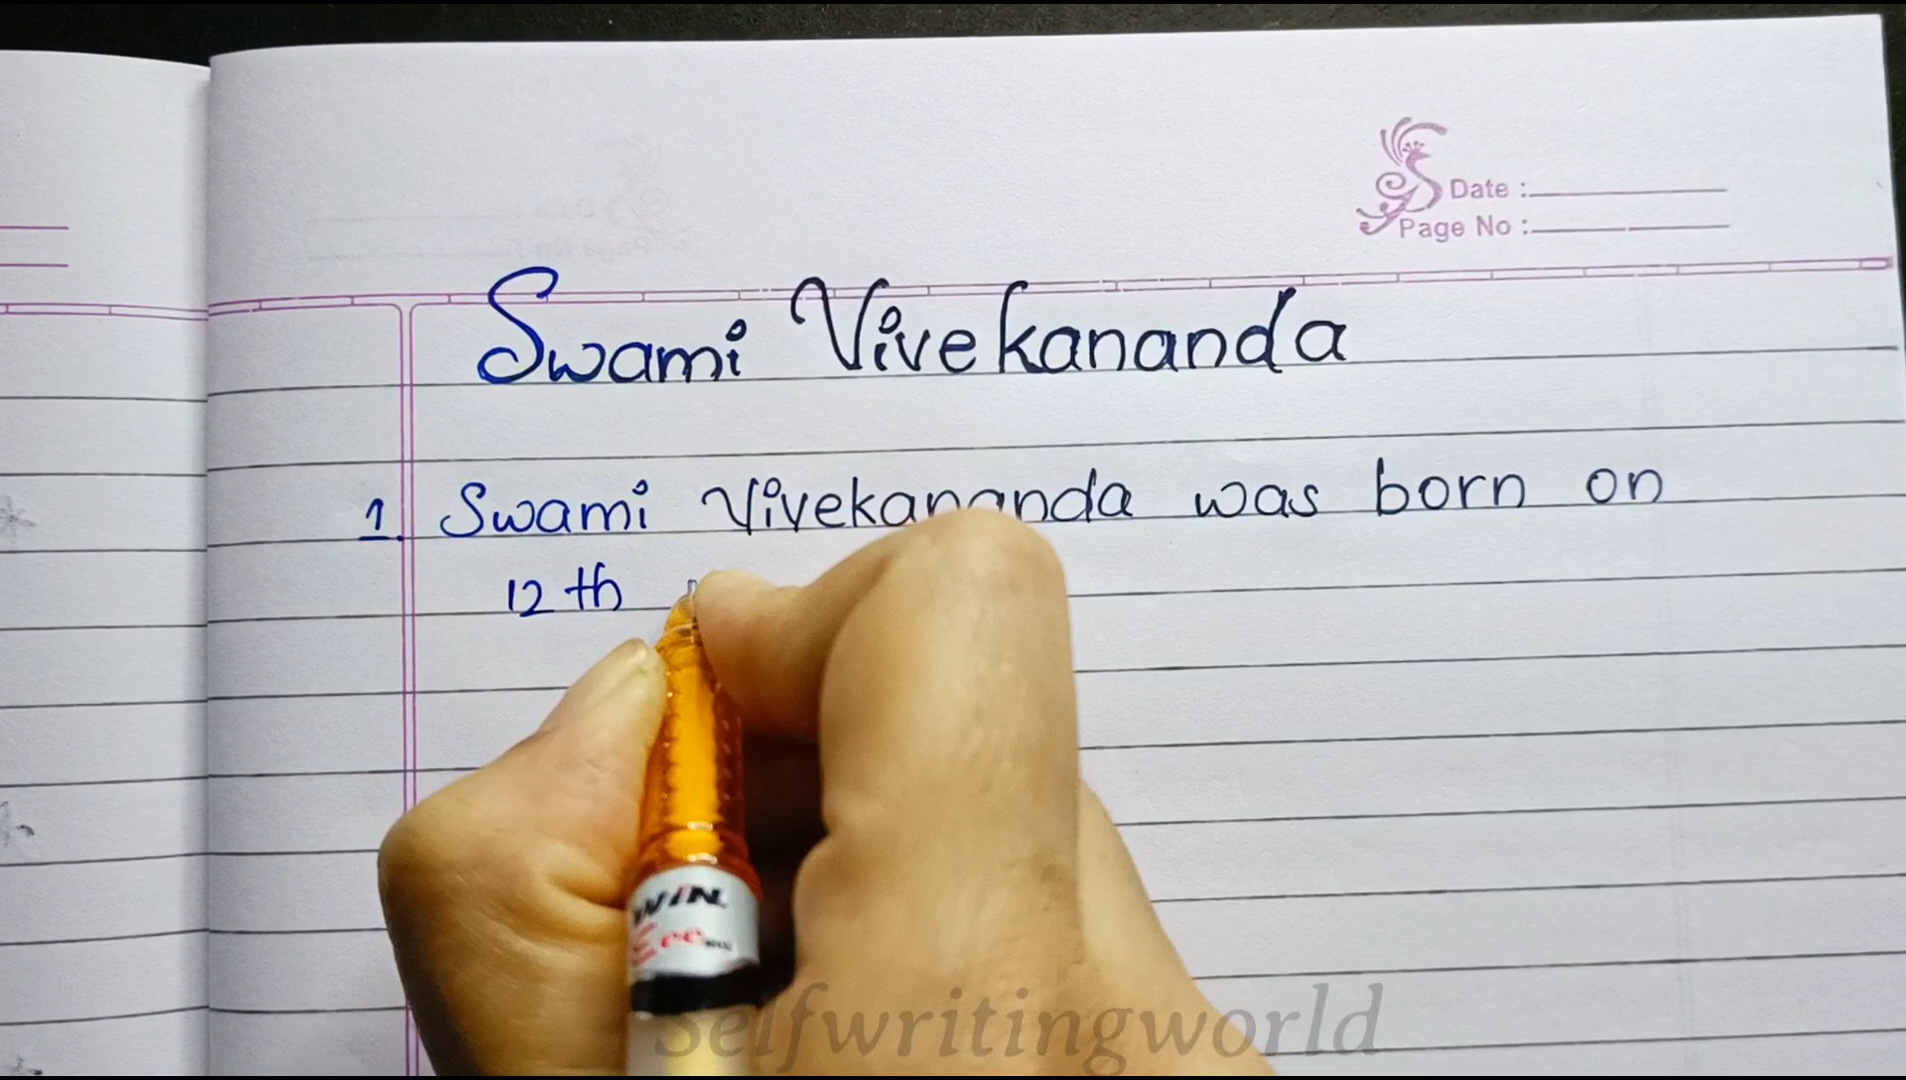 Date :
Page No :
Swami Vivekananda
1. Swami Vivekananda was born on
12 th
WiN
Selfwritingworld